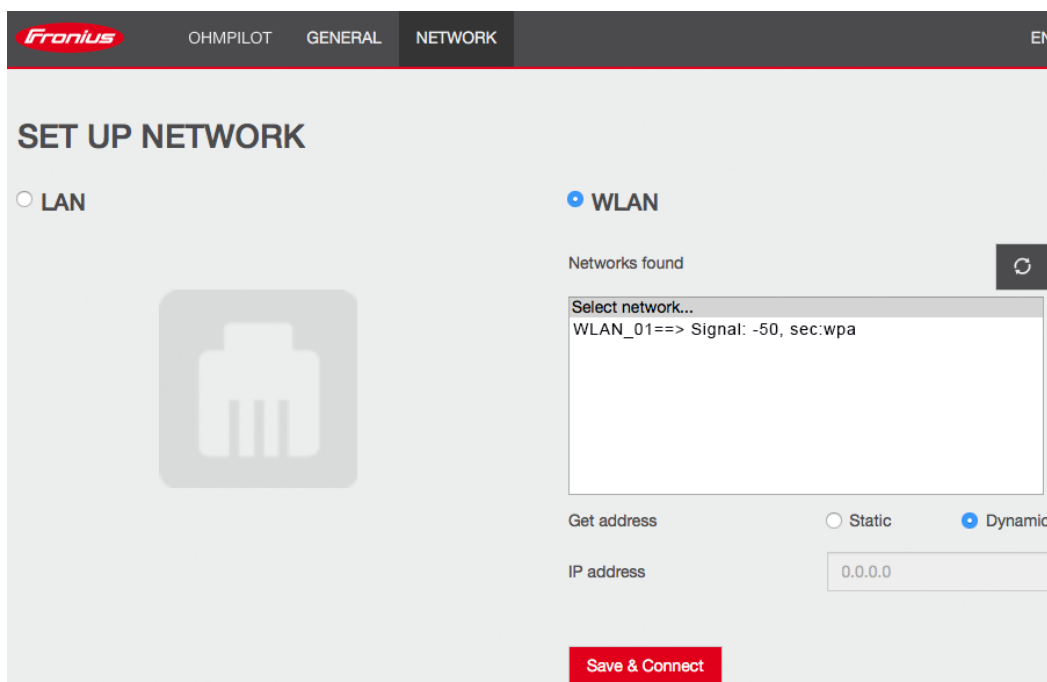 Fronius OHMPILOT GENERAL NETWORK EN
SET UP NETWORK
LAN
WLAN
Networks found
Select network...
WLAN_01==> Signal: -50, sec:wpa
Get address Static Dynamic
IP address 0.0.0.0
Save & Connect